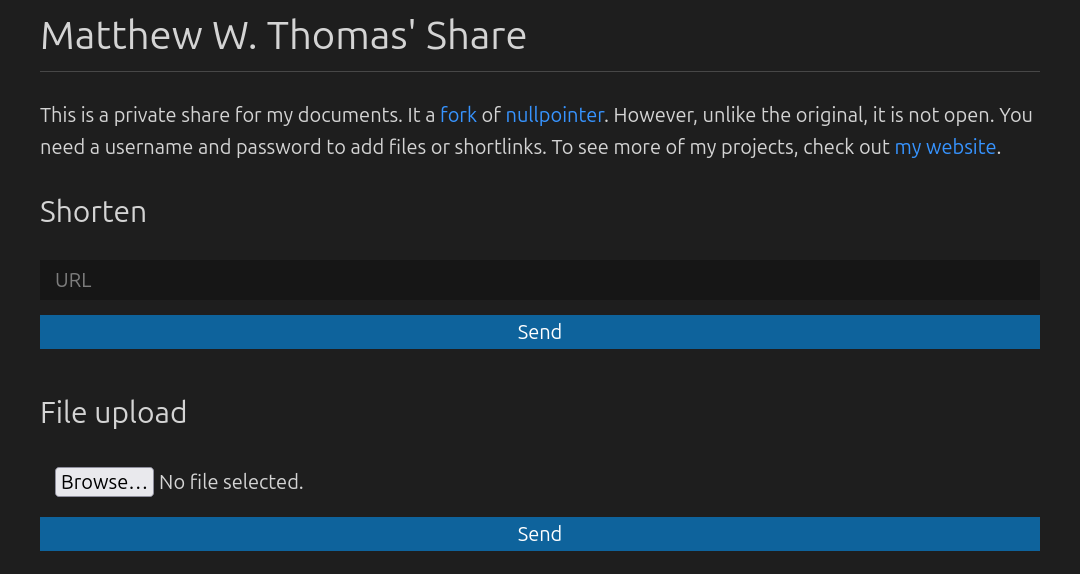 Matthew W. Thomas' Share
This is a private share for my documents. It a fork of nullpointer. However, unlike the original, it is not open. You
need a username and password to add files or shortlinks. To see more of my projects, check out my website.
Shorten
URL
Send
File upload
Browse… No file selected.
Send